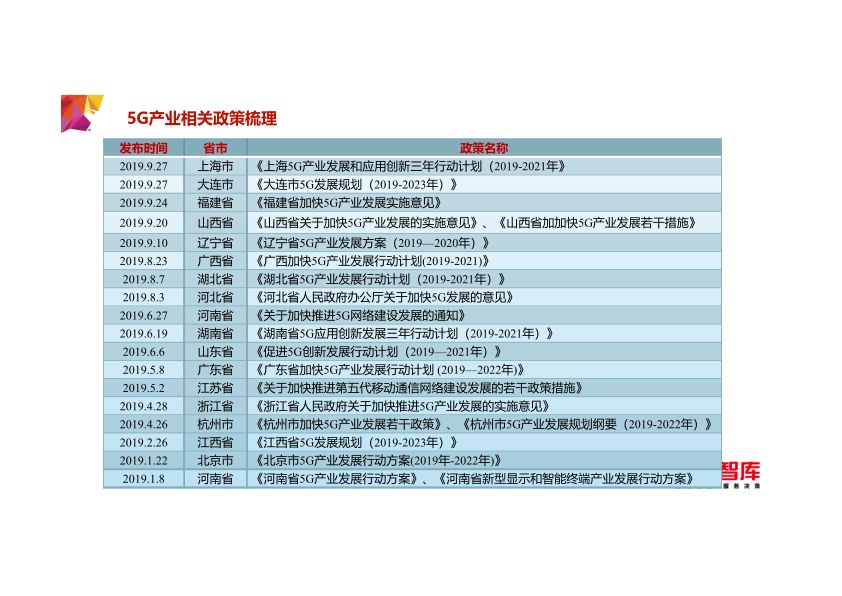 5G产业相关政策梳理
发布时间 省市 政策名称
2019.9.27 上海市 《上海5G产业发展和应用创新三年行动计划（2019-2021年》
2019.9.27 大连市 《大连市5G发展规划（2019-2023年）》
2019.9.24 福建省 《福建省加快5G产业发展实施意见》
2019.9.20 山西省 《山西省关于加快5G产业发展的实施意见》、《山西省加加快5G产业发展若干措施》
2019.9.10 辽宁省 《辽宁省5G产业发展方案（2019—2020年）》
2019.8.23 广西省 《广西加快5G产业发展行动计划(2019-2021)》
2019.8.7 湖北省 《湖北省5G产业发展行动计划（2019-2021年）》
2019.8.3 河北省 《河北省人民政府办公厅关于加快5G发展的意见》
2019.6.27 河南省 《关于加快推进5G网络建设发展的通知》
2019.6.19 湖南省 《湖南省5G应用创新发展三年行动计划（2019-2021年）》
2019.6.6 山东省 《促进5G创新发展行动计划（2019—2021年）》
2019.5.8 广东省 《广东省加快5G产业发展行动计划 (2019—2022年)》
2019.5.2 江苏省 《关于加快推进第五代移动通信网络建设发展的若干政策措施》
2019.4.28 浙江省 《浙江省人民政府关于加快推进5G产业发展的实施意见》
2019.4.26 杭州市 《杭州市加快5G产业发展若干政策》、《杭州市5G产业发展规划纲要（2019-2022年）》
2019.2.26 江西省 《江西省5G发展规划（2019-2023年）》
2019.1.22 北京市 《北京市5G产业发展行动方案(2019年-2022年)》
2019.1.8 河南省 《河南省5G产业发展行动方案》、《河南省新型显示和智能终端产业发展行动方案》
智库
服务决策